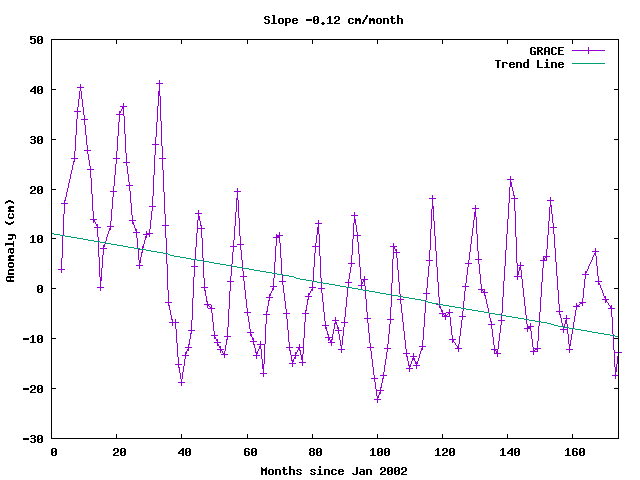 Slope -0.12 cm/month
GRACE
Trend Line
50
40
30
20
10
0
-10
-20
-30
Anomaly (cm)
0 20 40 60 80 100 120 140 160
Months since Jan 2002